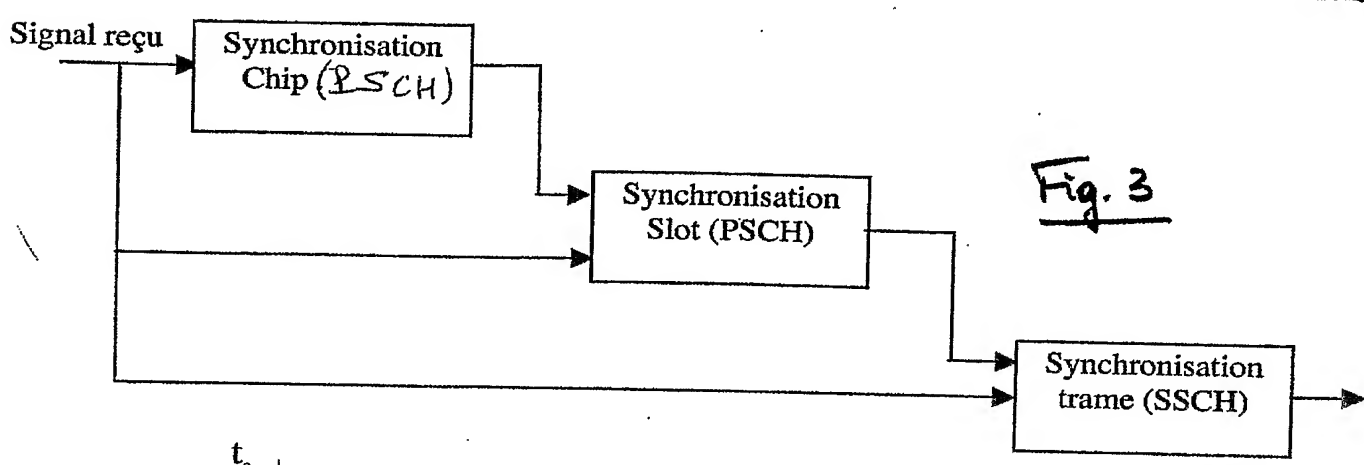 Signal reçu
Synchronisation
Chip (PSCH)
Synchronisation
Slot (PSCH)
Fig. 3
Synchronisation
trame (SSCH)